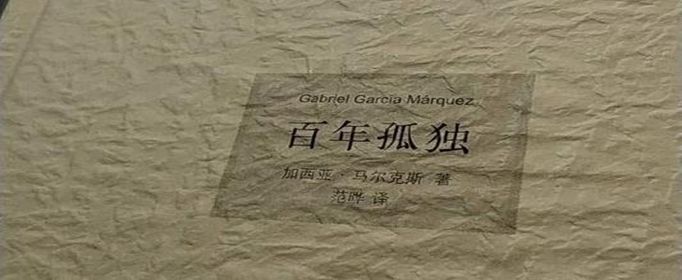 Gabriel García Márquez
百年孤独
加西亚·马尔克斯 著
范晔 译